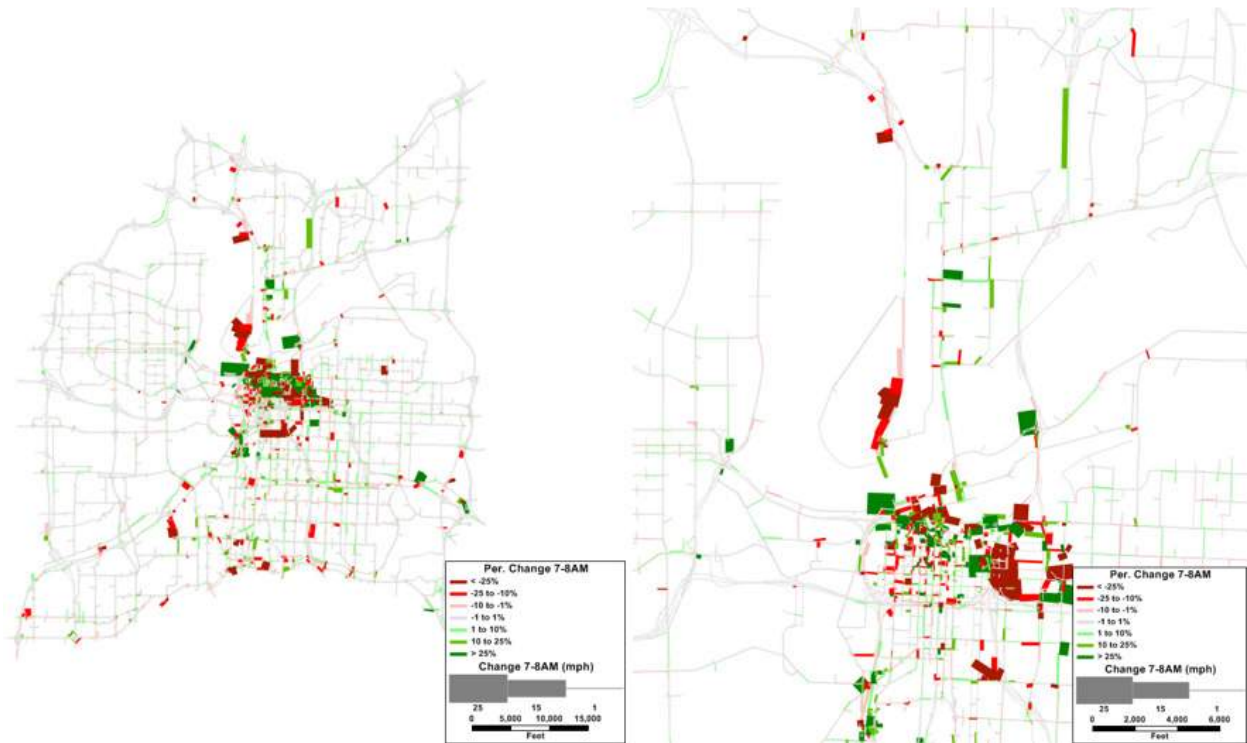 Per. Change 7-8AM
< -25%
-25 to -10%
-10 to -1%
-1 to 1%
1 to 10%
10 to 25%
> 25%
Change 7-8AM (mph)
25 15 1
0 5,000 10,000 15,000
Feet
Per. Change 7-8AM
< -25%
-25 to -10%
-10 to -1%
-1 to 1%
1 to 10%
10 to 25%
> 25%
Change 7-8AM (mph)
25 15 1
0 2,000 4,000 6,000
Feet